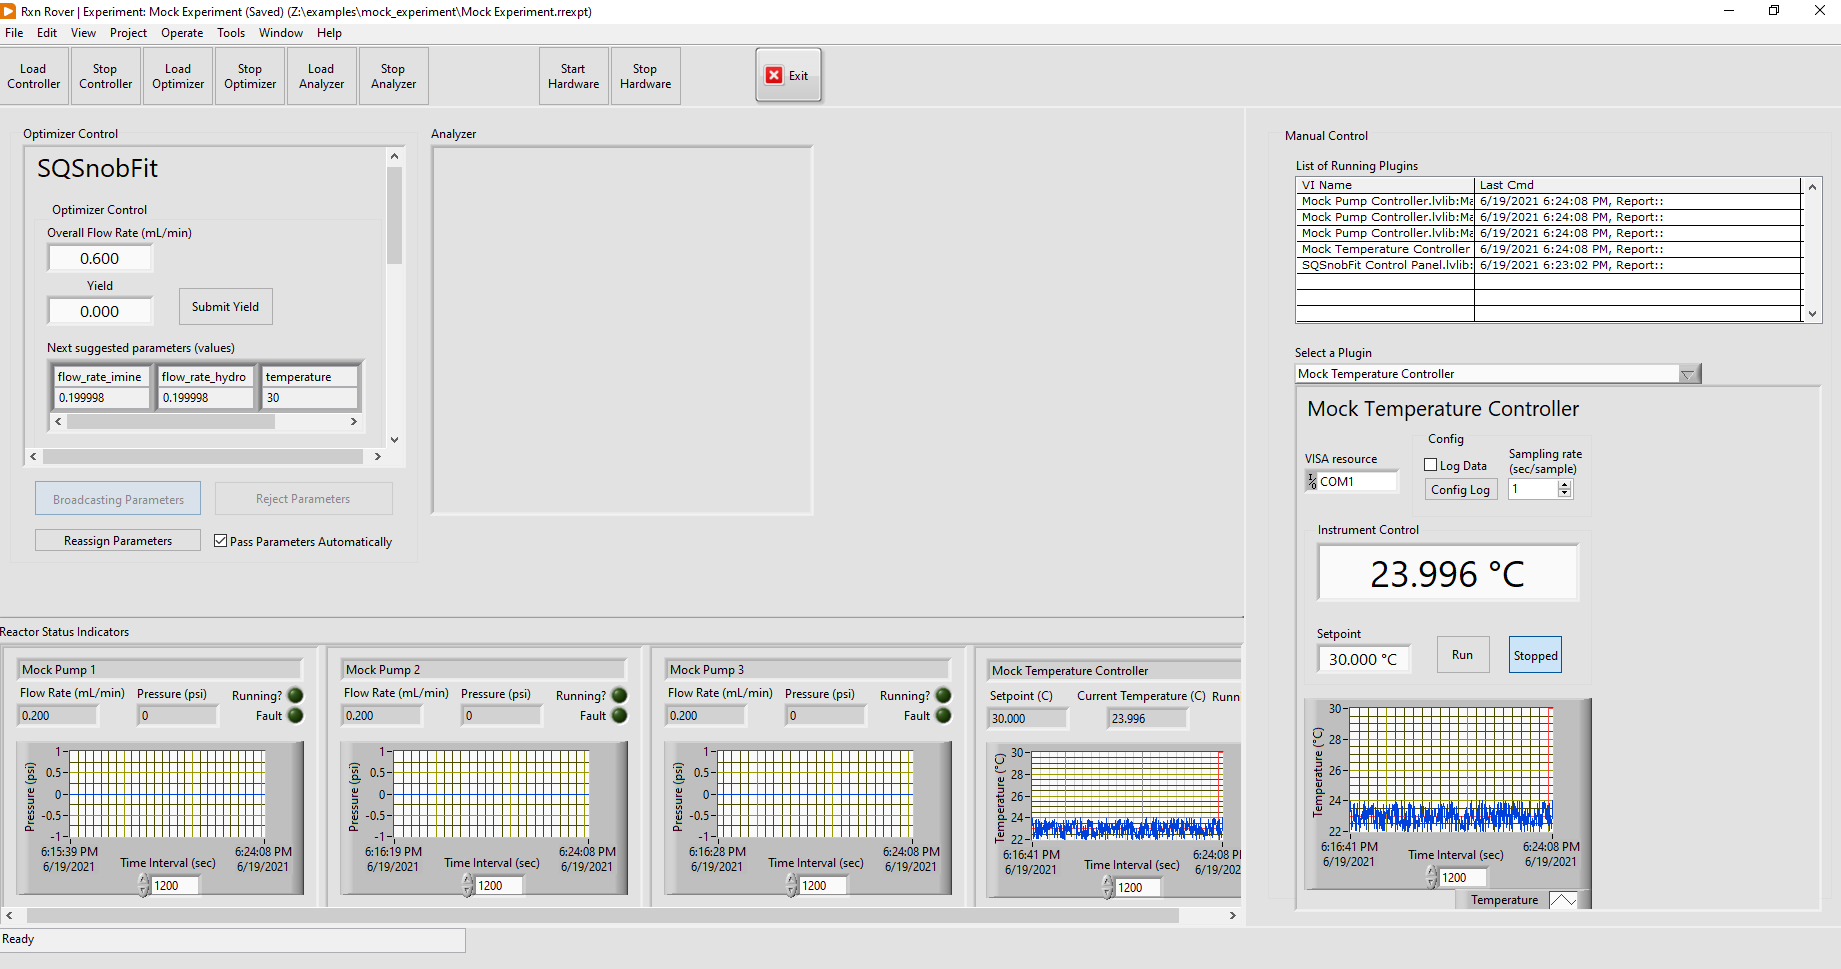 Rxn Rover | Experiment: Mock Experiment (Saved) (Z:\examples\mock_experiment\Mock Experiment.rrexpt)
File Edit View Project Operate Tools Window Help
Load Controller
Stop Controller
Load Optimizer
Stop Optimizer
Load Analyzer
Stop Analyzer
Start Hardware
Stop Hardware
Exit
Optimizer Control
SQSnobFit
Optimizer Control
Overall Flow Rate (mL/min)
0.600
Yield
0.000
Submit Yield
Next suggested parameters (values)
flow_rate_imine flow_rate_hydro temperature
0.199998 0.199998 30
Broadcasting Parameters
Reject Parameters
Reassign Parameters
Pass Parameters Automatically
Analyzer
Manual Control
List of Running Plugins
VI Name Last Cmd
Mock Pump Controller.lvlib:Ma 6/19/2021 6:24:08 PM, Report::
Mock Pump Controller.lvlib:Ma 6/19/2021 6:24:08 PM, Report::
Mock Pump Controller.lvlib:Ma 6/19/2021 6:24:08 PM, Report::
Mock Temperature Controller 6/19/2021 6:24:08 PM, Report::
SQSnobFit Control Panel.lvlib: 6/19/2021 6:23:02 PM, Report::
Select a Plugin
Mock Temperature Controller
Mock Temperature Controller
VISA resource
COM1
Config
Log Data
Config Log
Sampling rate
(sec/sample)
1
Instrument Control
23.996 °C
Setpoint
30.000 °C
Run
Stopped
Temperature (°C)
30
28
26
24
22
6:16:41 PM
6/19/2021
6:24:08 PM
6/19/2021
Time Interval (sec)
1200
Temperature
Reactor Status Indicators
Mock Pump 1
Flow Rate (mL/min) Pressure (psi) Running?
0.200 0 Fault
Pressure (psi)
1
0.5
0
-0.5
-1
6:15:39 PM
6/19/2021
6:24:08 PM
6/19/2021
Time Interval (sec)
1200
Mock Pump 2
Flow Rate (mL/min) Pressure (psi) Running?
0.200 0 Fault
Pressure (psi)
1
0.5
0
-0.5
-1
6:16:19 PM
6/19/2021
6:24:08 PM
6/19/2021
Time Interval (sec)
1200
Mock Pump 3
Flow Rate (mL/min) Pressure (psi) Running?
0.200 0 Fault
Pressure (psi)
1
0.5
0
-0.5
-1
6:16:28 PM
6/19/2021
6:24:08 PM
6/19/2021
Time Interval (sec)
1200
Mock Temperature Controller
Setpoint (C) Current Temperature (C) Runn
30.000 23.996
Temperature (°C)
30
28
26
24
22
6:16:41 PM
6/19/2021
6:24:08 P
6/19/202
Time Interval (sec)
1200
Ready